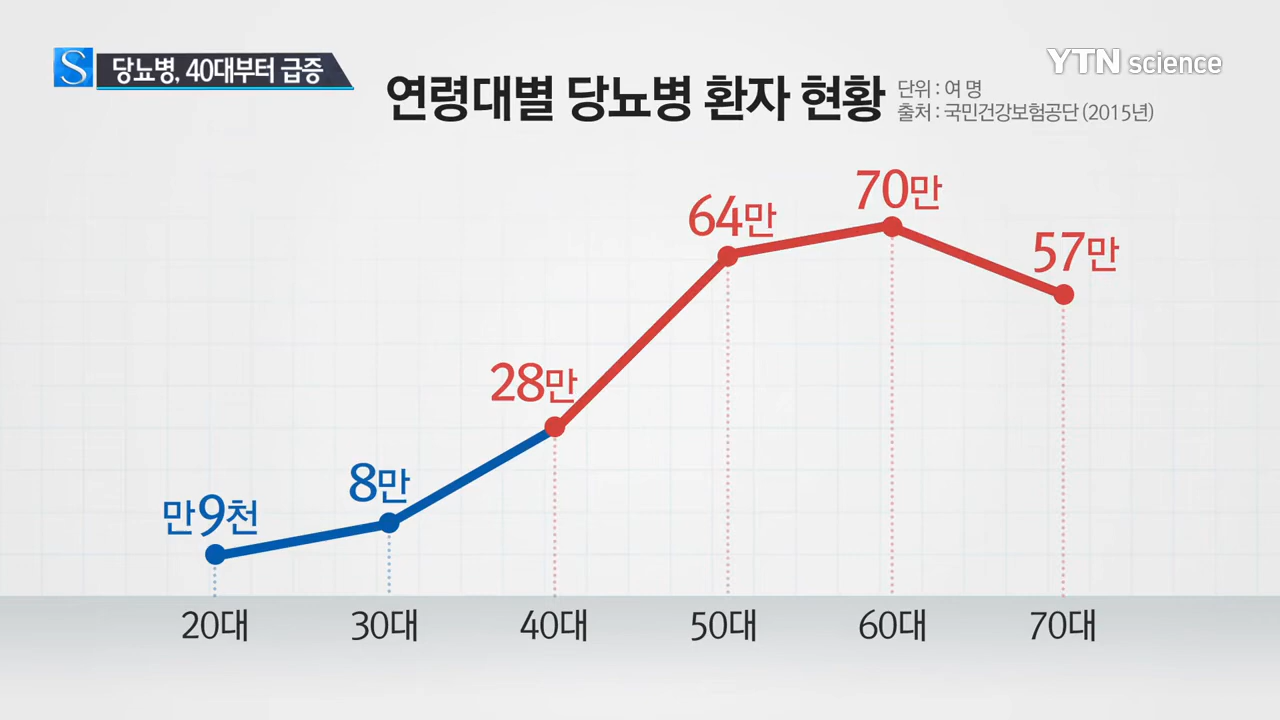 S 당뇨병, 40대부터 급증
YTN science
연령대별 당뇨병 환자 현황
단위 : 여 명
출처 : 국민건강보험공단 (2015년)
만 9천
8만
28만
64만
70만
57만
20대 30대 40대 50대 60대 70대